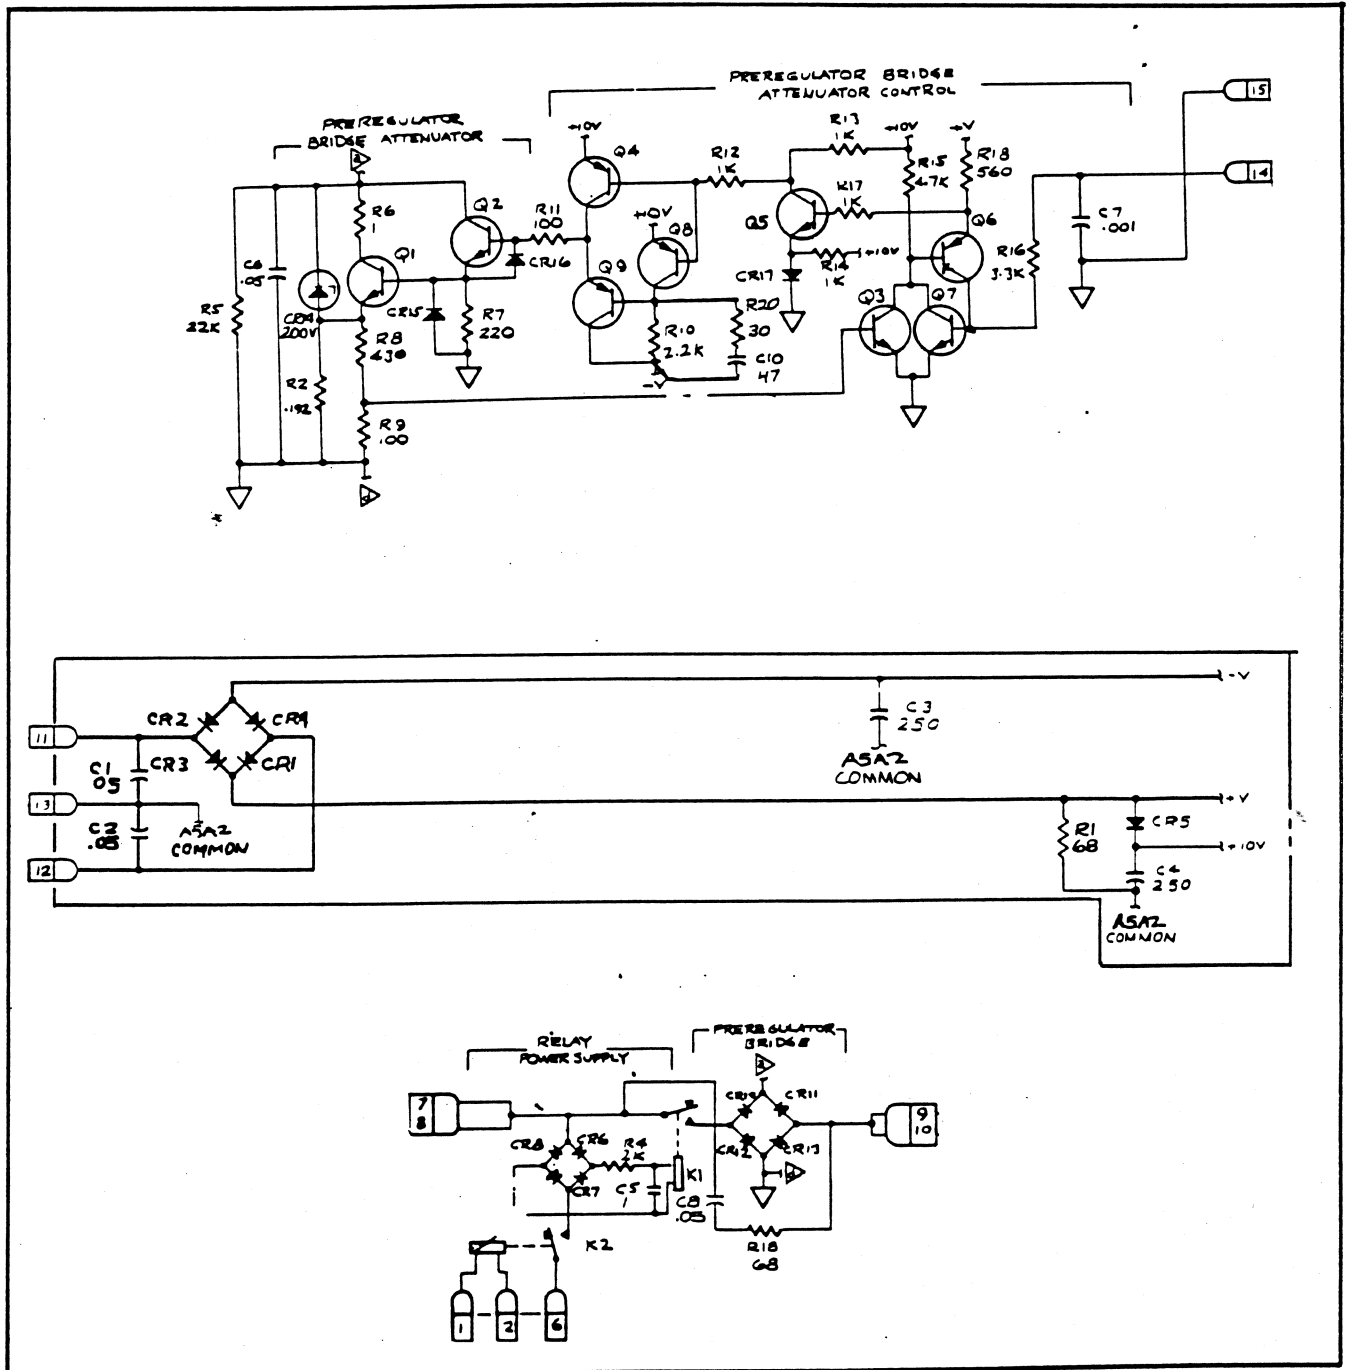 PREREGULATOR BRIDGE
ATTENUATOR CONTROL
15
PREREGULATOR
BRIDGE ATTENUATOR
+10V
Q4
R12
1K
R13
1K
+10V
+V
R15
4.7K
R18
560
14
R6
1
Q2
R11
100
+10V
Q8
Q5
R17
1K
Q6
C7
.001
C6
.05
Q1
CR16
Q9
CR17
R14
1K
+10V
R16
3.3K
R5
22K
CR14
200V
CR15
R7
220
R20
30
Q3
Q7
R8
430
R10
2.2K
C10
47
-V
R2
.192
R9
100
-V
11
CR2
CR4
C3
250
C1
.05
CR3
CR1
A5A2
COMMON
13
+V
C2
.05
A5A2
COMMON
R1
68
CR5
+10V
12
C4
250
A5A2
COMMON
RELAY
POWER SUPPLY
PREREGULATOR
BRIDGE
7
8
CR10
CR11
9
10
CR8
CR6
R4
2K
CR12
CR13
CR7
C5
1
K1
C8
.05
K2
R18
68
1
2
6